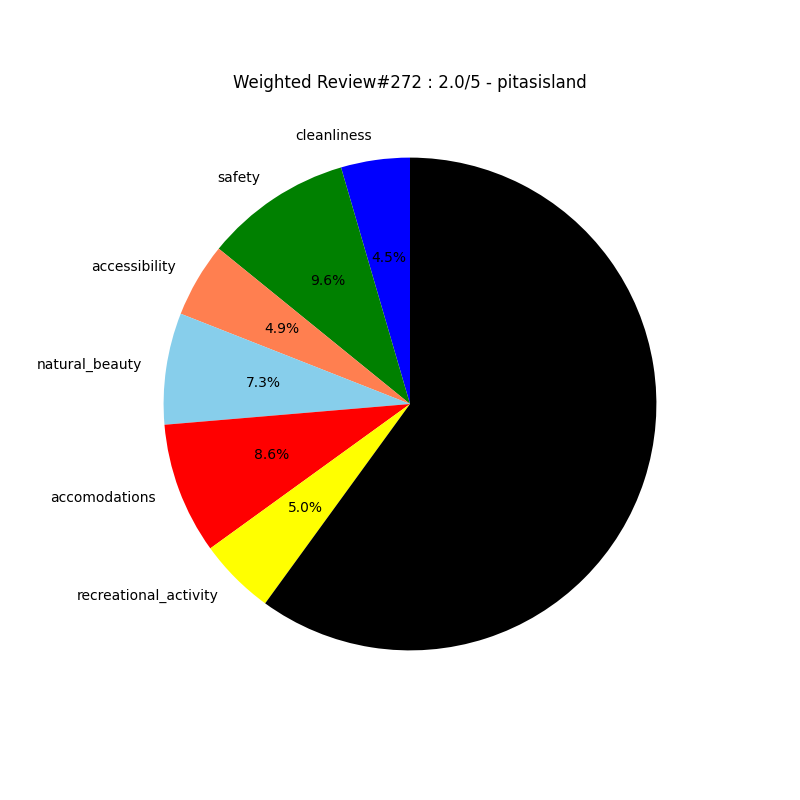 Weighted Review#272 : 2.0/5 - pitasisland
cleanliness
safety
accessibility
natural_beauty
accomodations
recreational_activity
4.5%
9.6%
4.9%
7.3%
8.6%
5.0%